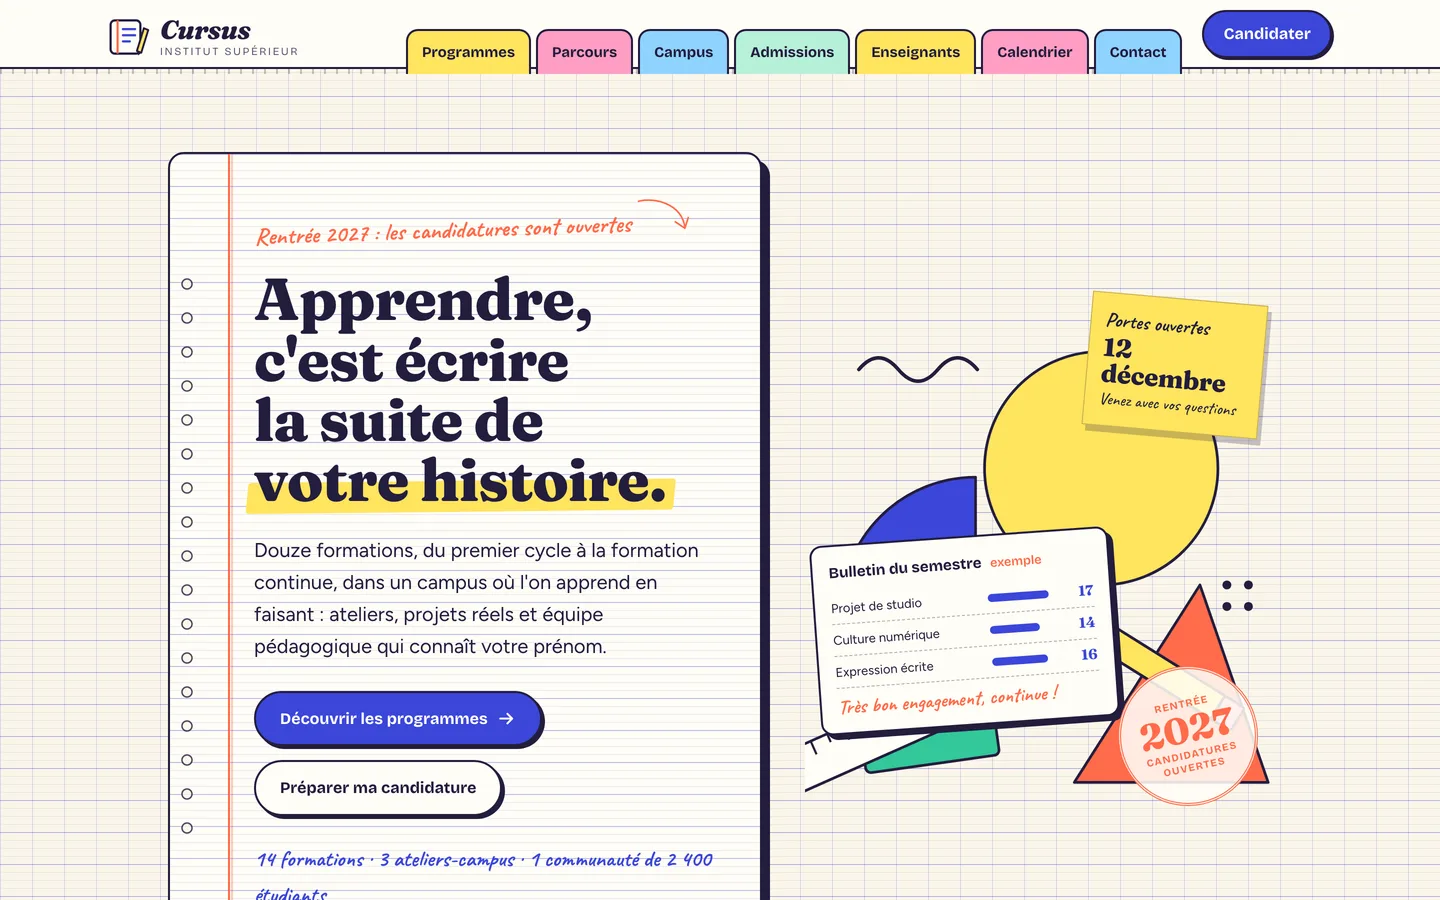 Cursus
INSTITUT SUPÉRIEUR
Programmes
Parcours
Campus
Admissions
Enseignants
Calendrier
Contact
Candidater
Rentrée 2027 : les candidatures sont ouvertes
Apprendre,
c'est écrire
la suite de
votre histoire.
Douze formations, du premier cycle à la formation
continue, dans un campus où l'on apprend en
faisant : ateliers, projets réels et équipe
pédagogique qui connaît votre prénom.
Découvrir les programmes →
Préparer ma candidature
14 formations · 3 ateliers-campus · 1 communauté de 2 400
étudiants
Portes ouvertes
12
décembre
Venez avec vos questions
Bulletin du semestre exemple
Projet de studio 17
Culture numérique 14
Expression écrite 16
Très bon engagement, continue !
RENTRÉE
2027
CANDIDATURES
OUVERTES